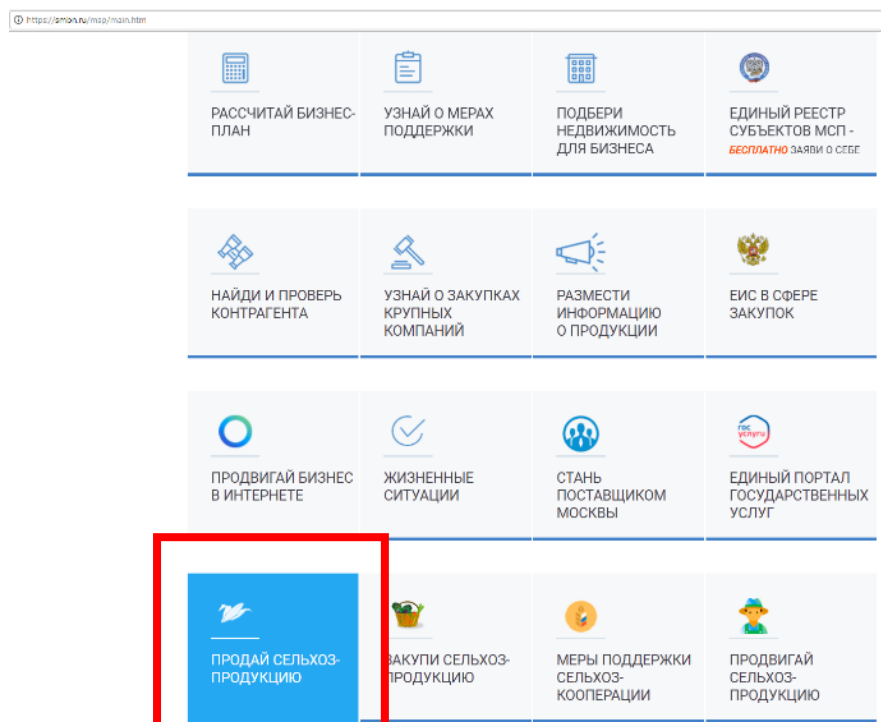 https://smbn.ru/msp/main.htm
РАССЧИТАЙ БИЗНЕС-
ПЛАН
УЗНАЙ О МЕРАХ
ПОДДЕРЖКИ
ПОДБЕРИ
НЕДВИЖИМОСТЬ
ДЛЯ БИЗНЕСА
ЕДИНЫЙ РЕЕСТР
СУБЪЕКТОВ МСП -
БЕСПЛАТНО ЗАЯВИ О СЕБЕ
НАЙДИ И ПРОВЕРЬ
КОНТРАГЕНТА
УЗНАЙ О ЗАКУПКАХ
КРУПНЫХ
КОМПАНИЙ
РАЗМЕСТИ
ИНФОРМАЦИЮ
О ПРОДУКЦИИ
ЕИС В СФЕРЕ
ЗАКУПОК
ПРОДВИГАЙ БИЗНЕС
В ИНТЕРНЕТЕ
ЖИЗНЕННЫЕ
СИТУАЦИИ
СТАНЬ
ПОСТАВЩИКОМ
МОСКВЫ
гос
услуги
ЕДИНЫЙ ПОРТАЛ
ГОСУДАРСТВЕННЫХ
УСЛУГ
ПРОДАЙ СЕЛЬХОЗ-
ПРОДУКЦИЮ
ЗАКУПИ СЕЛЬХОЗ-
ПРОДУКЦИЮ
МЕРЫ ПОДДЕРЖКИ
СЕЛЬХОЗ-
КООПЕРАЦИИ
ПРОДВИГАЙ
СЕЛЬХОЗ-
ПРОДУКЦИЮ